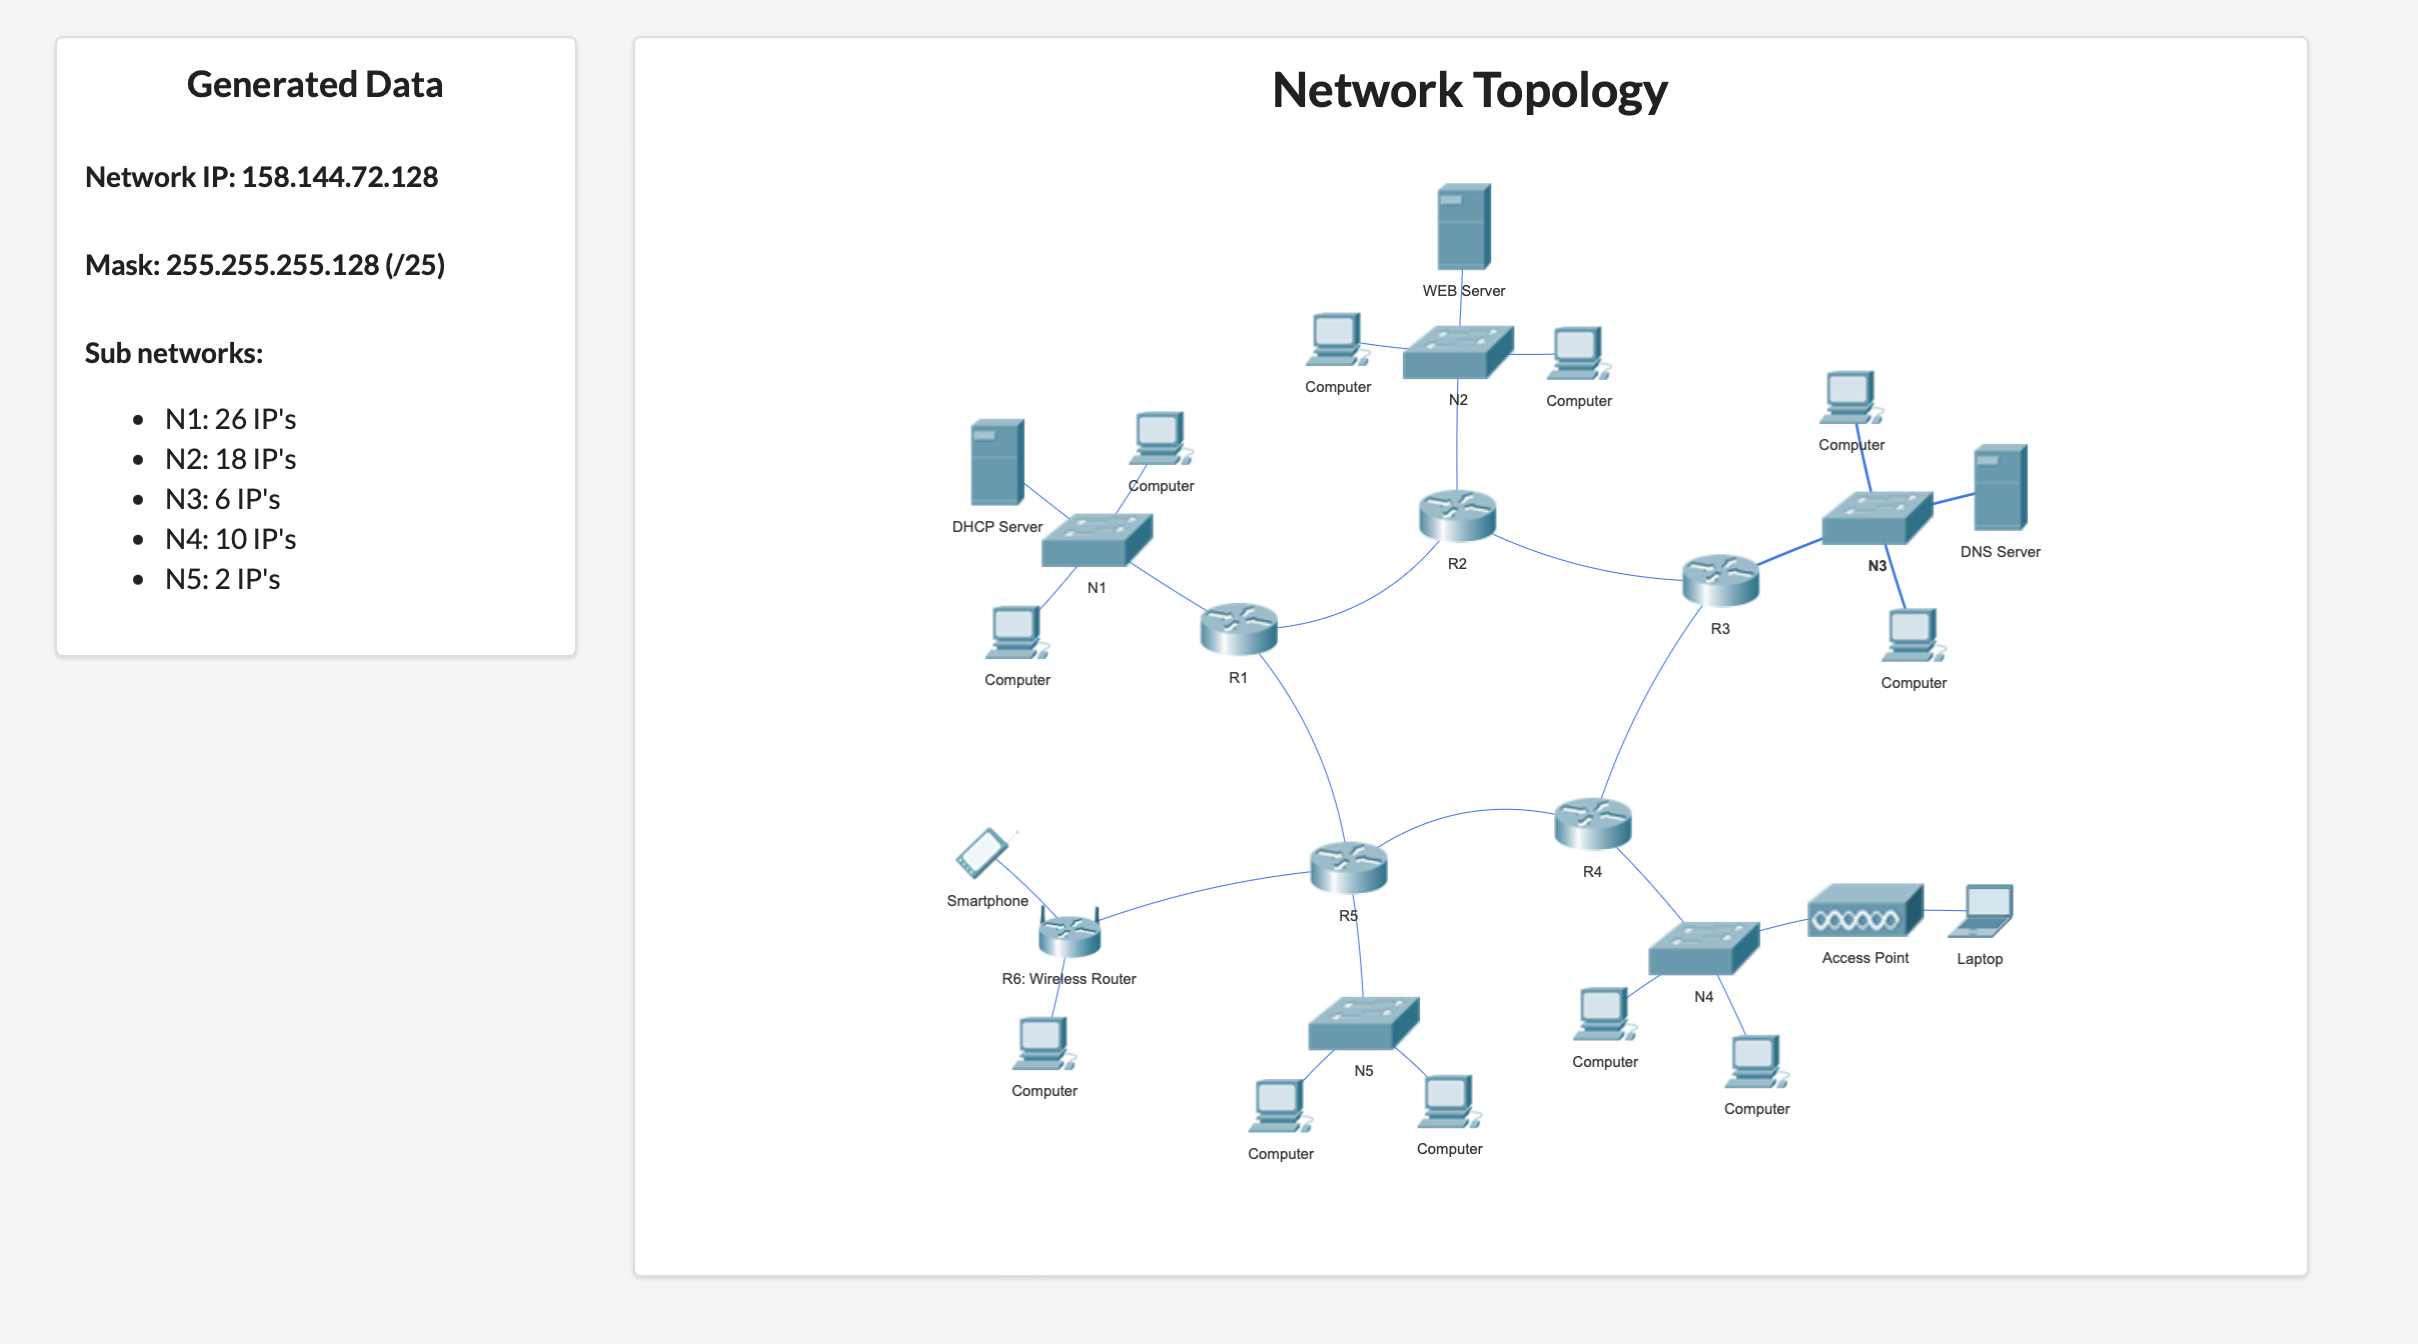 Generated Data
Network IP: 158.144.72.128
Mask: 255.255.255.128 (/25)
Sub networks:
• N1: 26 IP's
• N2: 18 IP's
• N3: 6 IP's
• N4: 10 IP's
• N5: 2 IP's
Network Topology
WEB Server
Computer
N2
Computer
Computer
DHCP Server
Computer
N1
Computer
R1
R2
R3
N3
DNS Server
Computer
Smartphone
R6: Wireless Router
Computer
R5
R4
N5
Computer
Computer
N4
Access Point
Laptop
Computer
Computer